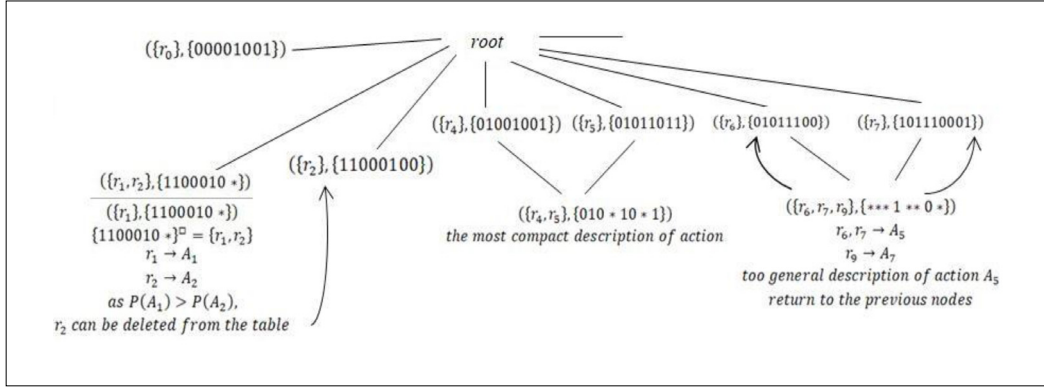 root
({r₀}, {00001001})
({r₄}, {01001001}) ({r₅}, {01011011}) ({r₆}, {01011100}) ({r₇}, {101110001})
({r₂}, {11000100})
({r₁, r₂}, {1100010 *})
({r₁}, {1100010 *})
{1100010 *}□ = {r₁, r₂}
r₁ → A₁
r₂ → A₂
as P(A₁) > P(A₂),
r₂ can be deleted from the table
({r₄, r₅}, {010 * 10 * 1})
the most compact description of action
({r₆, r₇, r₉}, {*** 1 ** 0 *})
r₆, r₇ → A₅
r₉ → A₇
too general description of action A₅
return to the previous nodes